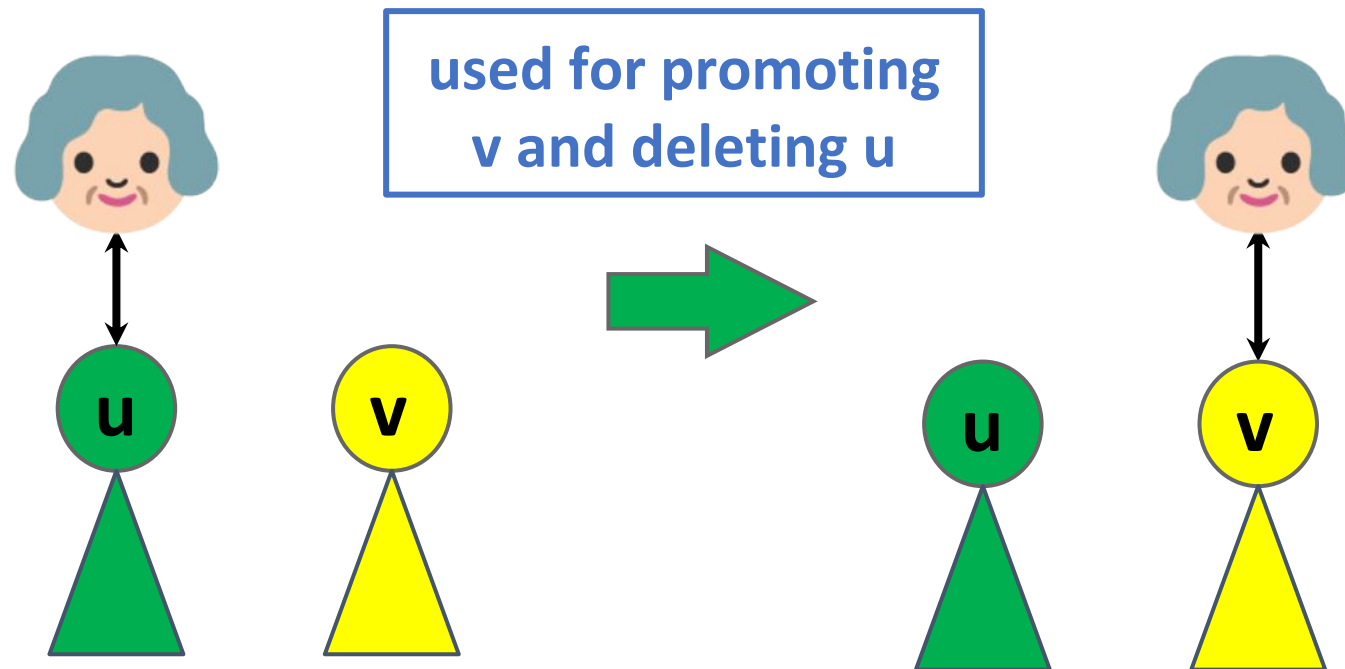 used for promoting
v and deleting u
u
v
u
v